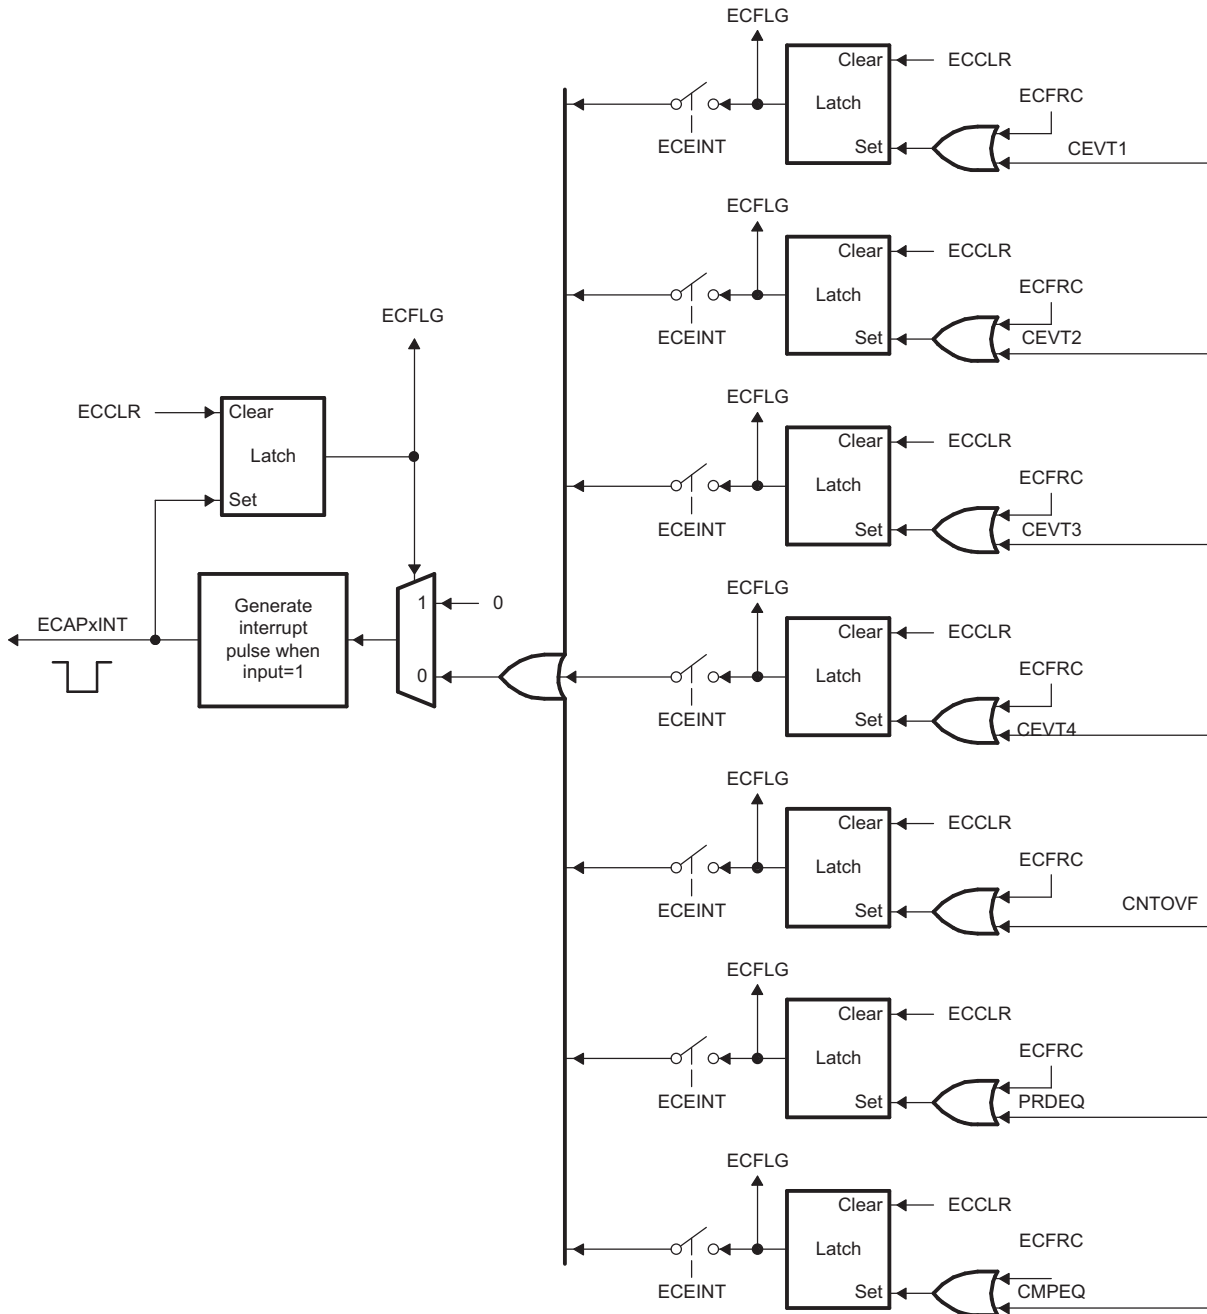 ECFLG
Clear
ECCLR
Latch
ECFRC
ECEINT
Set
CEVT1
ECFLG
Clear
ECCLR
Latch
ECFRC
ECEINT
Set
CEVT2
ECFLG
ECFLG
ECCLR
Clear
Latch
Set
Clear
ECCLR
Latch
ECFRC
ECEINT
Set
CEVT3
Generate
interrupt
pulse when
input=1
ECAPxINT
1
0
0
ECFLG
Clear
ECCLR
Latch
ECFRC
ECEINT
Set
CEVT4
ECFLG
Clear
ECCLR
Latch
ECFRC
ECEINT
Set
CNTOVF
ECFLG
Clear
ECCLR
Latch
ECFRC
ECEINT
Set
PRDEQ
ECFLG
Clear
ECCLR
Latch
ECFRC
ECEINT
Set
CMPEQ